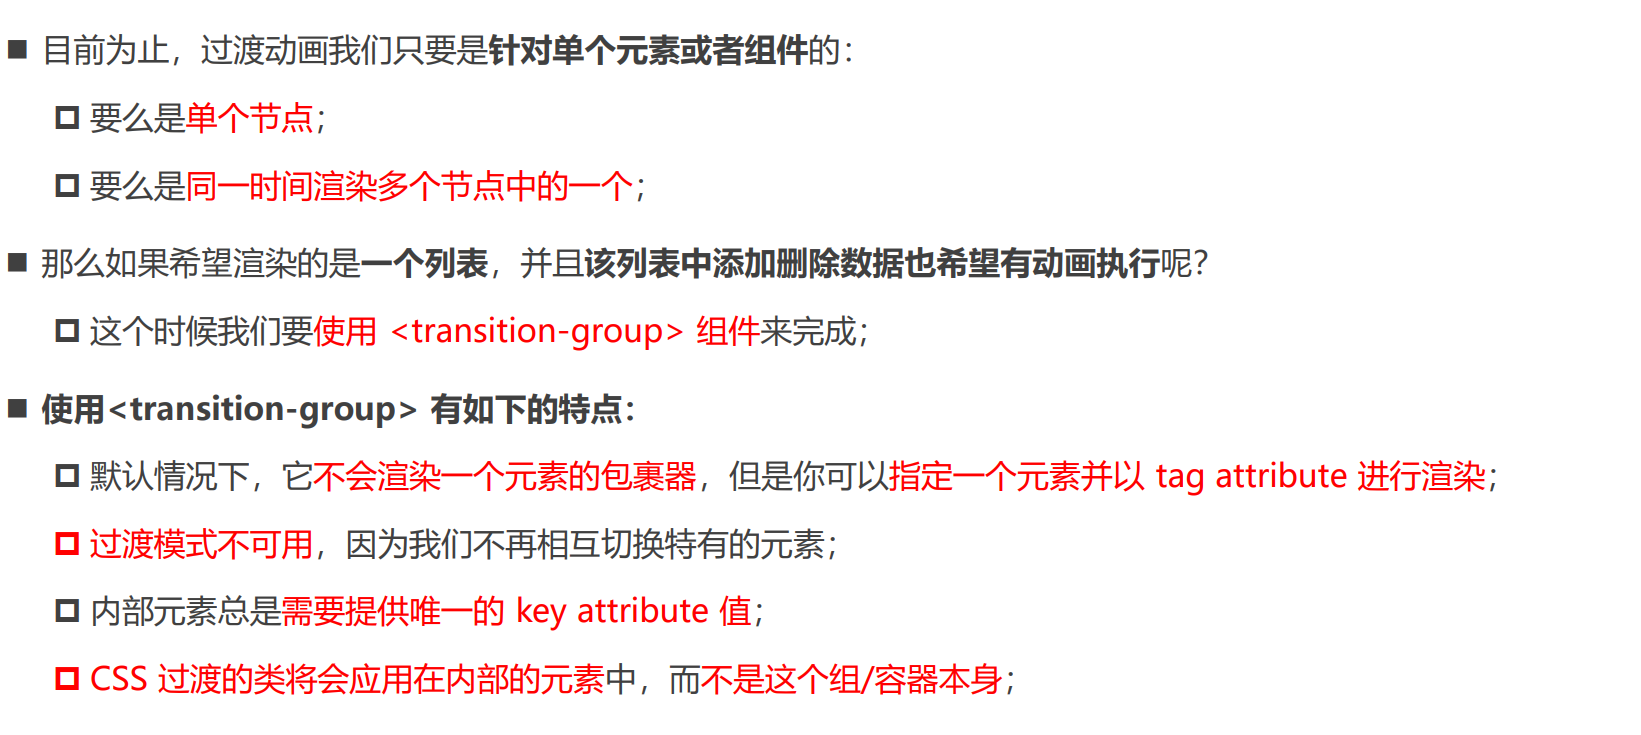 ■ 目前为止，过渡动画我们只要是针对单个元素或者组件的：
要么是单个节点；
要么是同一时间渲染多个节点中的一个；
■ 那么如果希望渲染的是一个列表，并且该列表中添加删除数据也希望有动画执行呢？
这个时候我们要使用 <transition-group> 组件来完成；
■ 使用<transition-group> 有如下的特点：
默认情况下，它不会渲染一个元素的包裹器，但是你可以指定一个元素并以 tag attribute 进行渲染；
过渡模式不可用，因为我们不再相互切换特有的元素；
内部元素总是需要提供唯一的 key attribute 值；
CSS 过渡的类将会应用在内部的元素中，而不是这个组/容器本身；